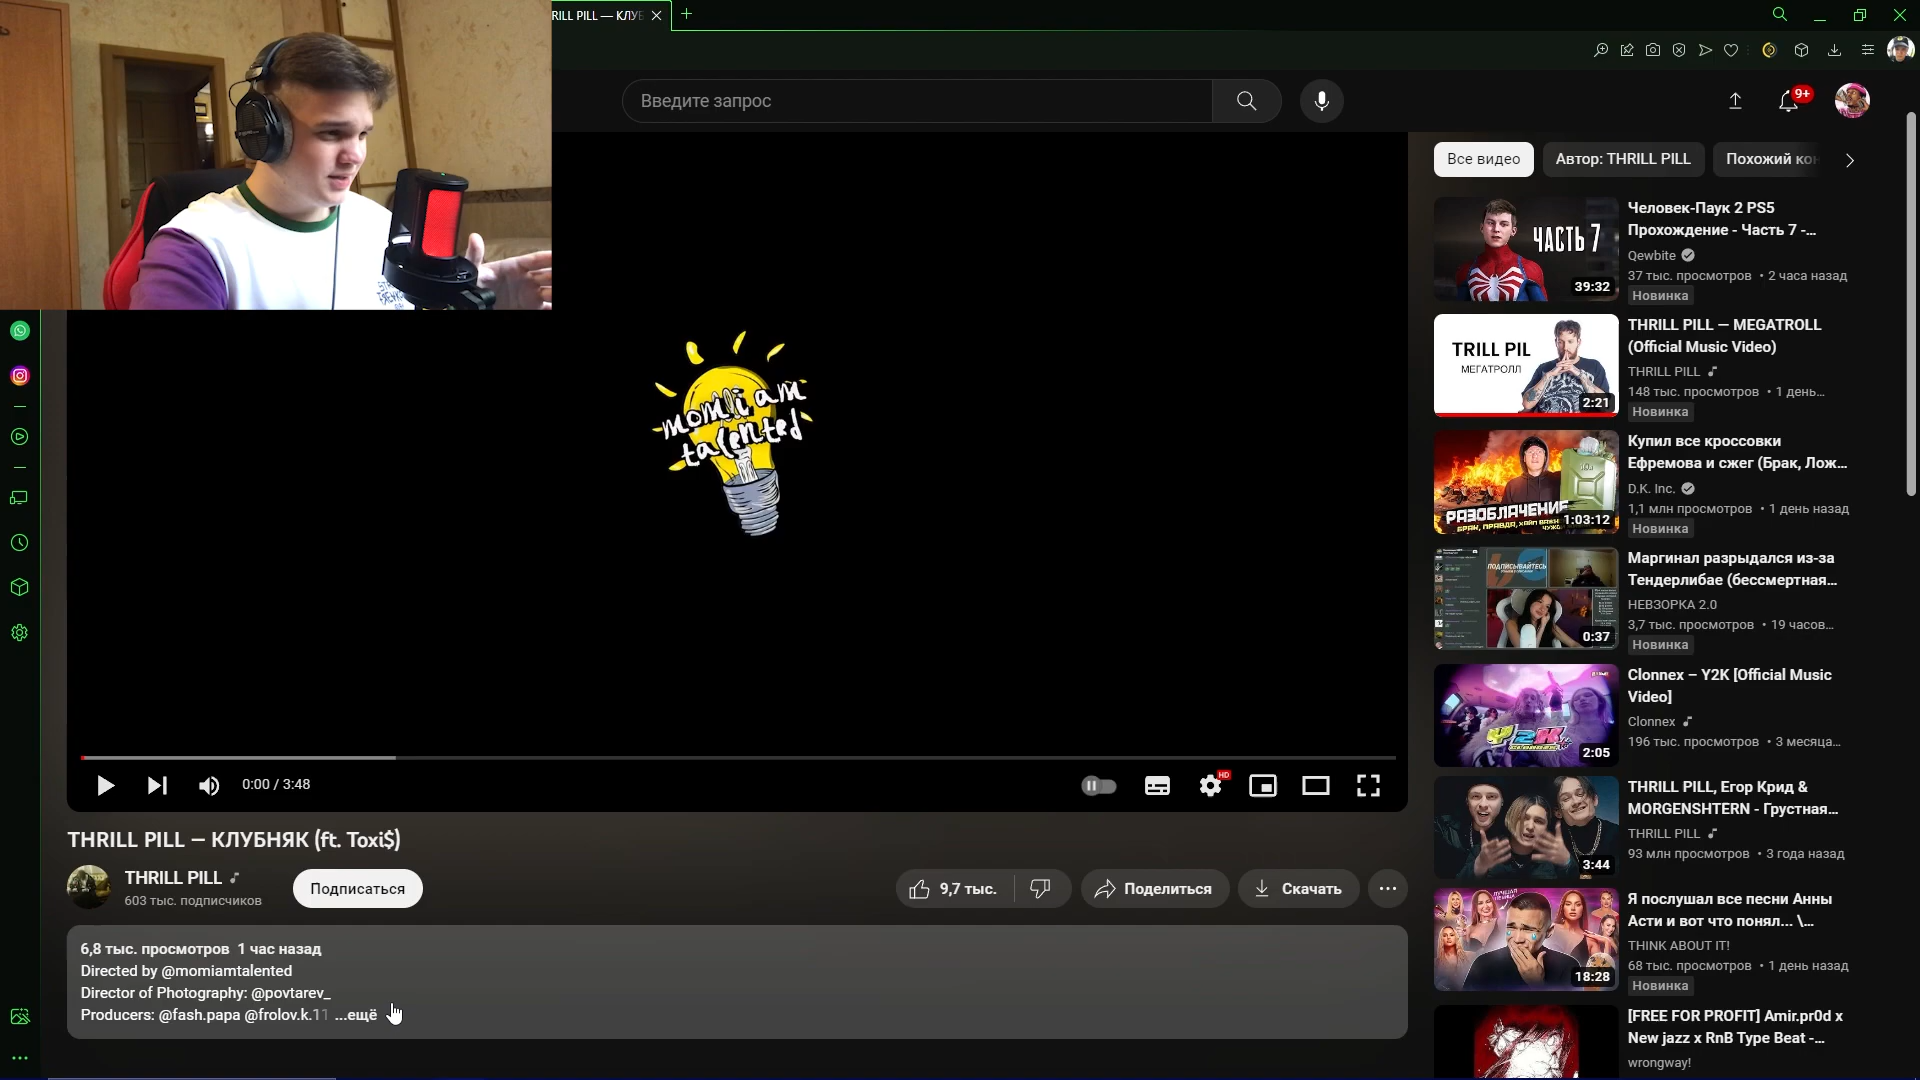 RILL PILL — КЛУБ
Введите запрос
9+
mom i am
talented
0:00 / 3:48
HD
THRILL PILL — КЛУБНЯК (ft. Toxi$)
THRILL PILL
603 тыс. подписчиков
Подписаться
9,7 тыс.
Поделиться
Скачать
6,8 тыс. просмотров 1 час назад
Directed by @momiamtalented
Director of Photography: @povtarev_
Producers: @fash.papa @frolov.k.11 ...ещё
Все видео
Автор: THRILL PILL
Похожий кон
ЧАСТЬ 7
39:32
Человек-Паук 2 PS5
Прохождение - Часть 7 -...
Qewbite
37 тыс. просмотров • 2 часа назад
Новинка
TRILL PIL
МЕГАТРОЛЛ
2:21
THRILL PILL — MEGATROLL
(Official Music Video)
THRILL PILL
148 тыс. просмотров • 1 день...
Новинка
РАЗОБЛАЧЕНИЕ
БРАК, ПРАВДА, ХАЙП
1:03:12
Купил все кроссовки
Ефремова и сжег (Брак, Лож...
D.K. Inc.
1,1 млн просмотров • 1 день назад
Новинка
ПОДПИСЫВАЙТЕСЬ
0:37
Маргинал разрыдался из-за
Тендерлибае (бессмертная...
НЕВЗОРКА 2.0
3,7 тыс. просмотров • 19 часов...
Новинка
Y2K
CLONNEX
2:05
Clonnex – Y2K [Official Music
Video]
Clonnex
196 тыс. просмотров • 3 месяца...
3:44
THRILL PILL, Егор Крид &
MORGENSHTERN - Грустная...
THRILL PILL
93 млн просмотров • 3 года назад
18:28
Я послушал все песни Анны
Асти и вот что понял... \...
THINK ABOUT IT!
68 тыс. просмотров • 1 день назад
Новинка
[FREE FOR PROFIT] Amir.pr0d x
New jazz x RnB Type Beat -...
wrongway!